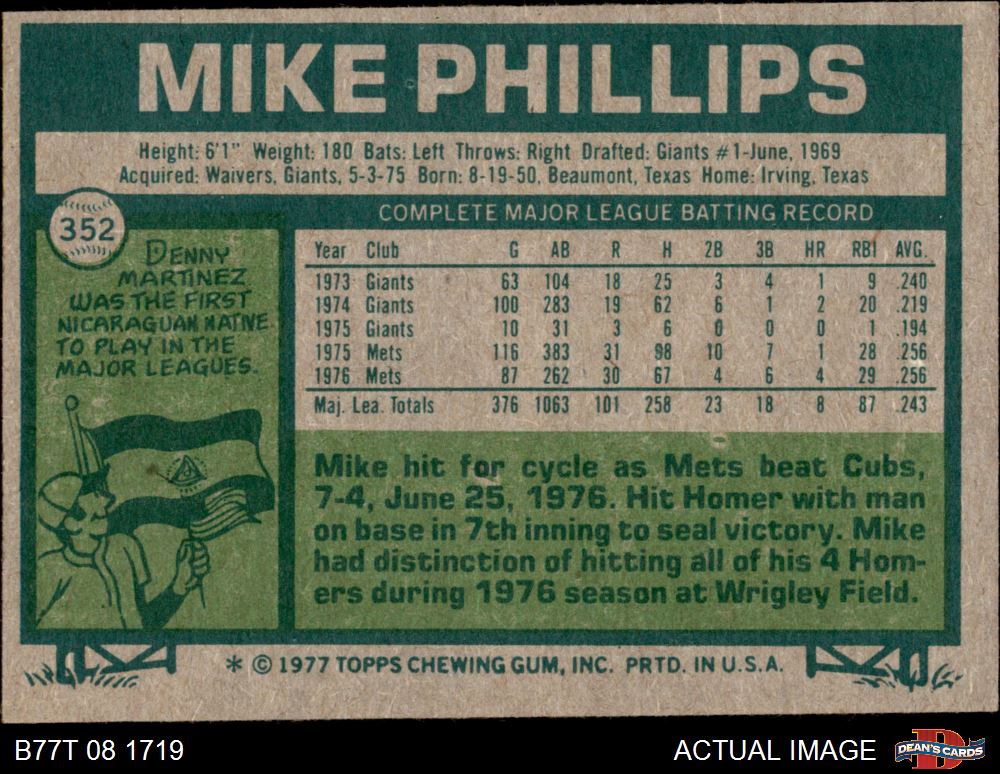 MIKE PHILLIPS
Height: 6'1" Weight: 180 Bats: Left Throws: Right Drafted: Giants #1-June, 1969
Acquired: Waivers, Giants, 5-3-75 Born: 8-19-50, Beaumont, Texas Home: Irving, Texas
352
DENNY
MARTINEZ
WAS THE FIRST
NICARAGUAN NATIVE
TO PLAY IN THE
MAJOR LEAGUES.
COMPLETE MAJOR LEAGUE BATTING RECORD
Year Club G AB R H 2B 3B HR RBI AVG.
1973 Giants 63 104 18 25 3 4 1 9 .240
1974 Giants 100 283 19 62 6 1 2 20 .219
1975 Giants 10 31 3 6 0 0 0 1 .194
1975 Mets 116 383 31 98 10 7 1 28 .256
1976 Mets 87 262 30 67 4 6 4 29 .256
Maj. Lea. Totals 376 1063 101 258 23 18 8 87 .243
Mike hit for cycle as Mets beat Cubs,
7-4, June 25, 1976. Hit Homer with man
on base in 7th inning to seal victory. Mike
had distinction of hitting all of his 4 Hom-
ers during 1976 season at Wrigley Field.
* © 1977 TOPPS CHEWING GUM, INC. PRTD. IN U.S.A.
B77T 08 1719
ACTUAL IMAGE
D
DEAN'S CARDS